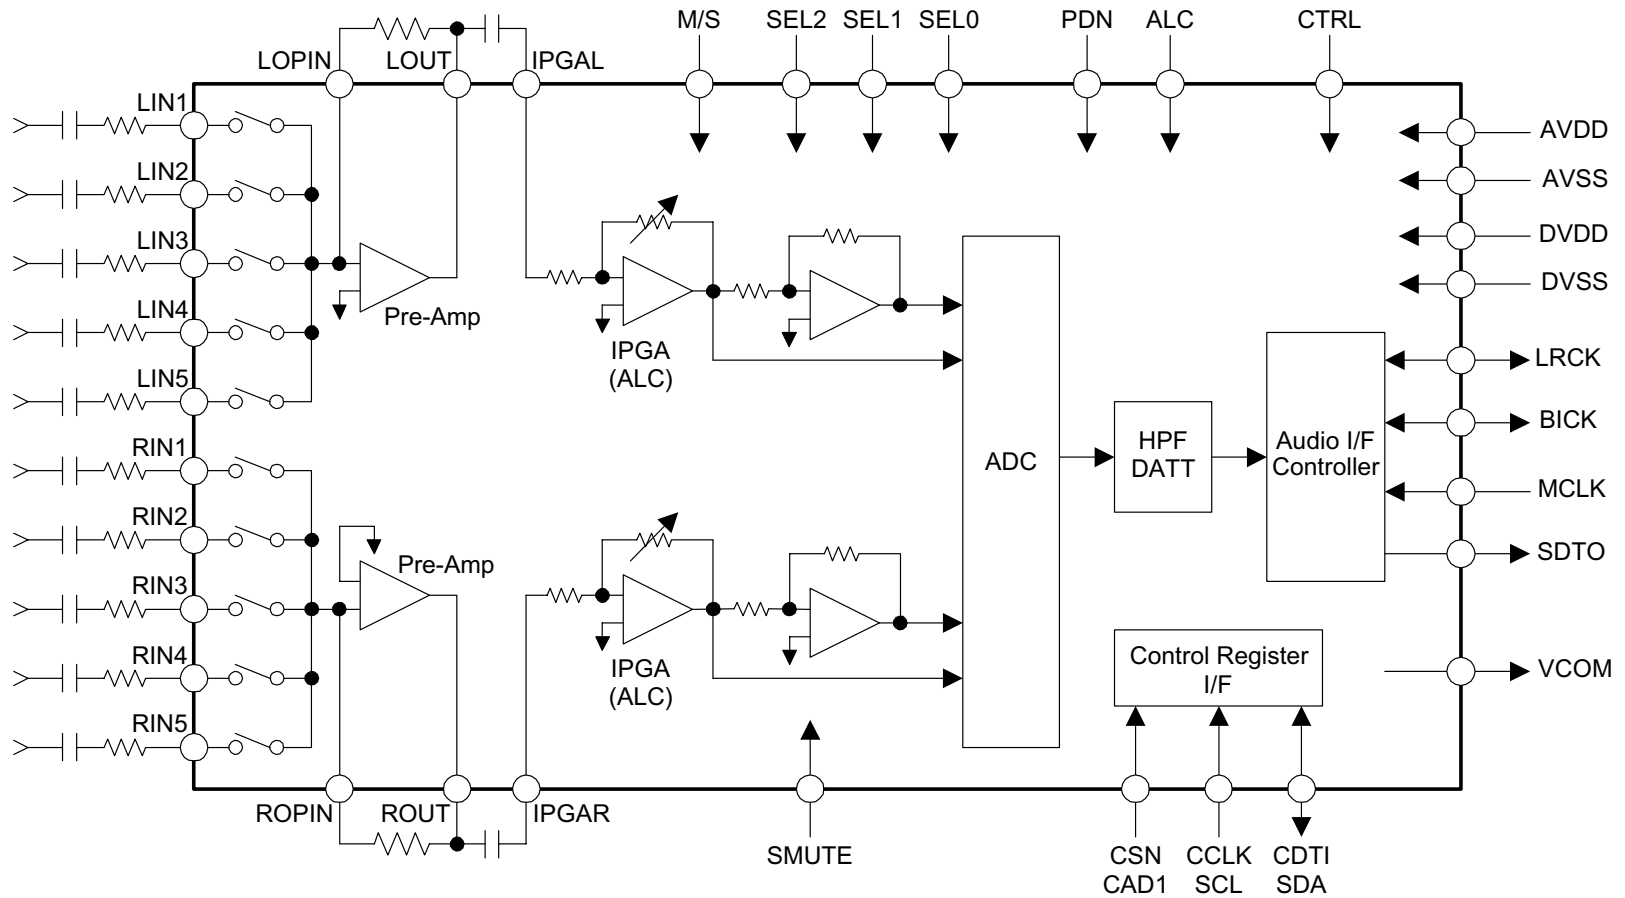 M/S
SEL2
SEL1
SEL0
PDN
ALC
CTRL
LOPIN
LOUT
IPGAL
LIN1
LIN2
LIN3
LIN4
LIN5
Pre-Amp
IPGA
(ALC)
AVDD
AVSS
DVDD
DVSS
LRCK
BICK
MCLK
SDTO
VCOM
ADC
HPF
DATT
Audio I/F
Controller
RIN1
RIN2
RIN3
RIN4
RIN5
Pre-Amp
IPGA
(ALC)
Control Register
I/F
ROPIN
ROUT
IPGAR
SMUTE
CSN
CAD1
CCLK
SCL
CDTI
SDA